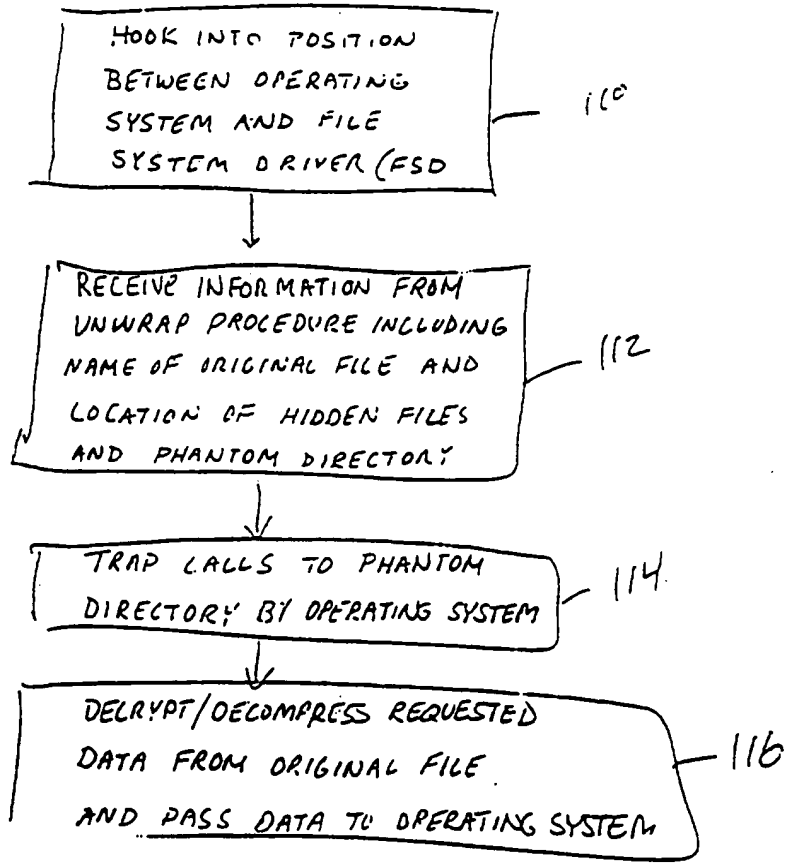 HOOK INTO POSITION
BETWEEN OPERATING
SYSTEM AND FILE
SYSTEM DRIVER (FSD
110
RECEIVE INFORMATION FROM
UNWRAP PROCEDURE INCLUDING
NAME OF ORIGINAL FILE AND
LOCATION OF HIDDEN FILES
AND PHANTOM DIRECTORY
112
TRAP CALLS TO PHANTOM
DIRECTORY BY OPERATING SYSTEM
114
DECRYPT/DECOMPRESS REQUESTED
DATA FROM ORIGINAL FILE
AND PASS DATA TO OPERATING SYSTEM
116